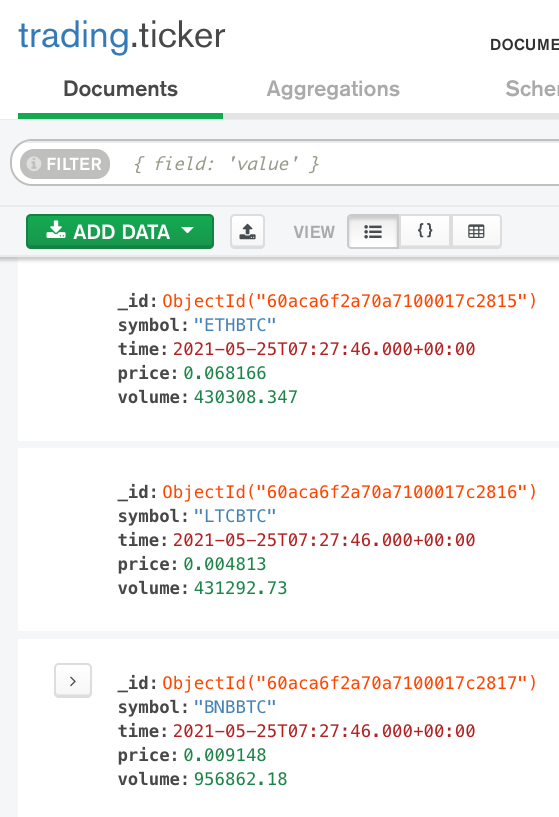 trading.ticker
DOCUME
Documents
Aggregations
Scher
FILTER
{ field: 'value' }
ADD DATA
VIEW
{}
_id: ObjectId("60aca6f2a70a7100017c2815")
symbol: "ETHBTC"
time: 2021-05-25T07:27:46.000+00:00
price: 0.068166
volume: 430308.347
_id: ObjectId("60aca6f2a70a7100017c2816")
symbol: "LTCBTC"
time: 2021-05-25T07:27:46.000+00:00
price: 0.004813
volume: 431292.73
_id: ObjectId("60aca6f2a70a7100017c2817")
symbol: "BNBBTC"
time: 2021-05-25T07:27:46.000+00:00
price: 0.009148
volume: 956862.18